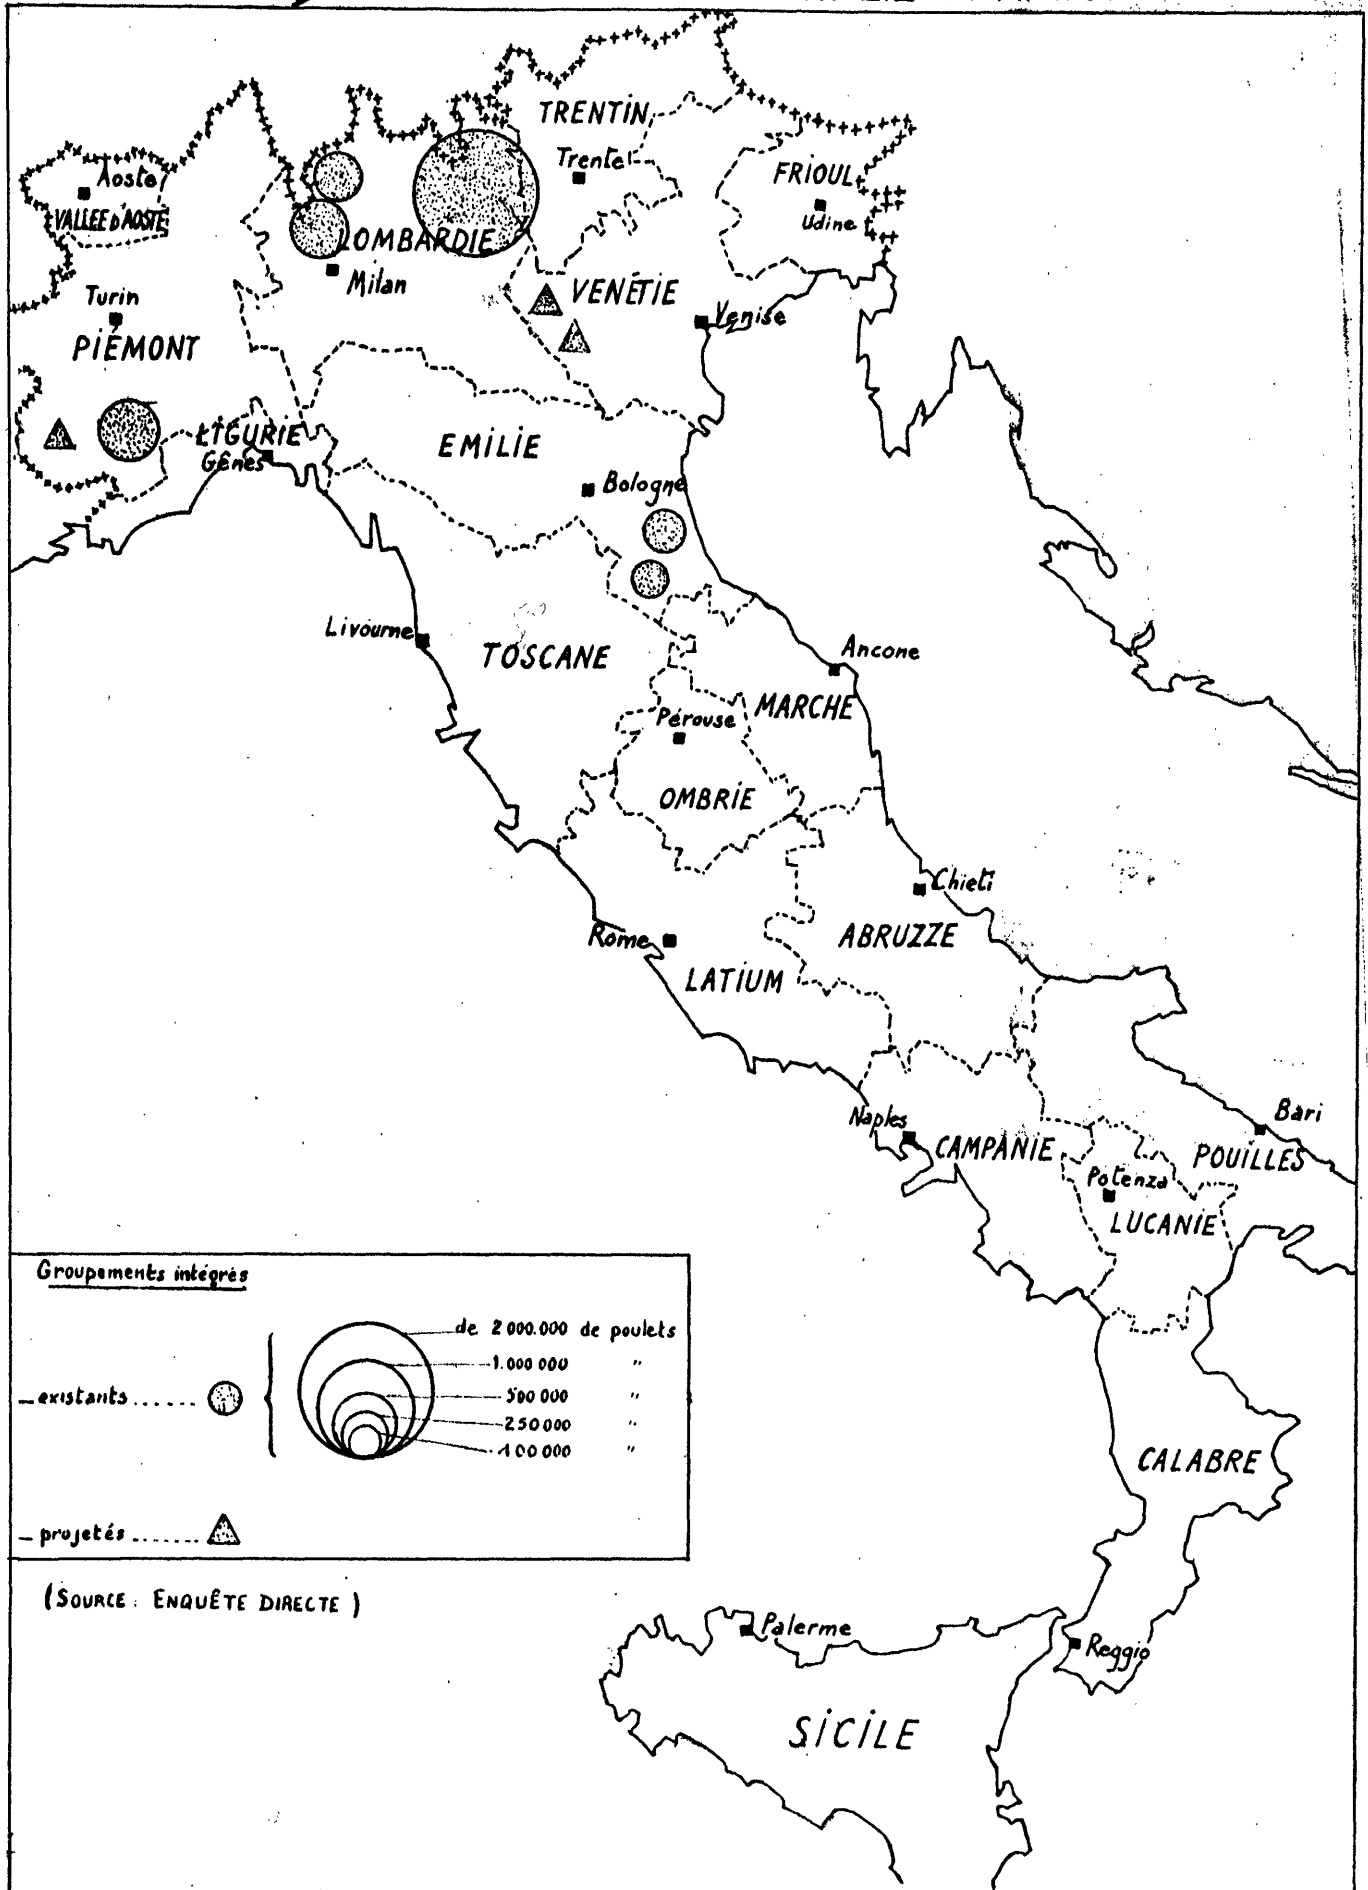 TRENTIN
Trente
FRIOUL
Udine
Aoste
VALLEE D'AOSTE
LOMBARDIE
Milan
VENÉTIE
Venise
Turin
PIÉMONT
LIGURIE
Gênes
EMILIE
Bologne
Livourne
TOSCANE
Ancone
MARCHE
Pérouse
OMBRIE
Chieti
ABRUZZE
Rome
LATIUM
Naples
CAMPANIE
Bari
POUILLES
Potenza
LUCANIE
Groupements intégrés
de 2 000.000 de poulets
1.000 000 "
_ existants ...... 500 000 "
250 000 "
100 000 "
_ projetés ......
CALABRE
(SOURCE : ENQUÊTE DIRECTE )
Palerme
Reggio
SICILE